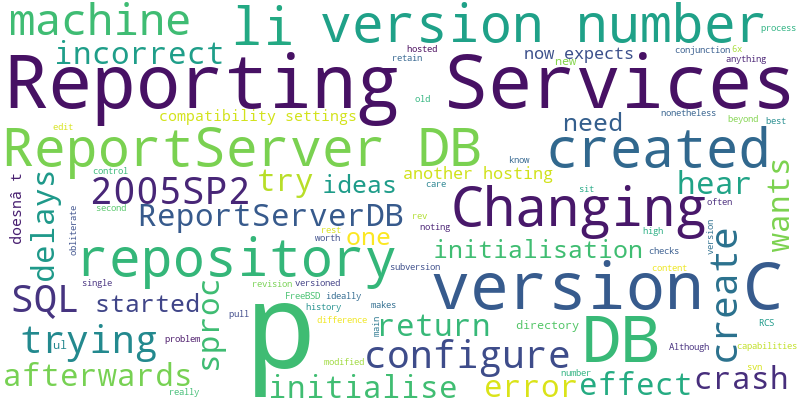 machine
li
version number
process
incorrect
retain
hosted
now expects
new
conjunction
6x
anything
Reporting Services
old
compatibility settings
need
nonetheless
beyond
best
edit
ReportServer DB
created
know
doesnâ t
delays
control
second
2005SP2
try
ideas
another hosting
care
sit
hear
wants
obliterate
ReportServerDB
rest
worth
one
rev
noting
Changing
often
repository
initialisation
high
checks
version
create
SQL
started
sproc
single
revision
versioned
subversion
content
version C
FreeBSD
ideally
history
makes
p
pull
difference
main
return
directory
DB
Although
RCS
capabilities
trying
ul
problem
configure
svn
afterwards
really
initialise
modified
number
error
effect
crash